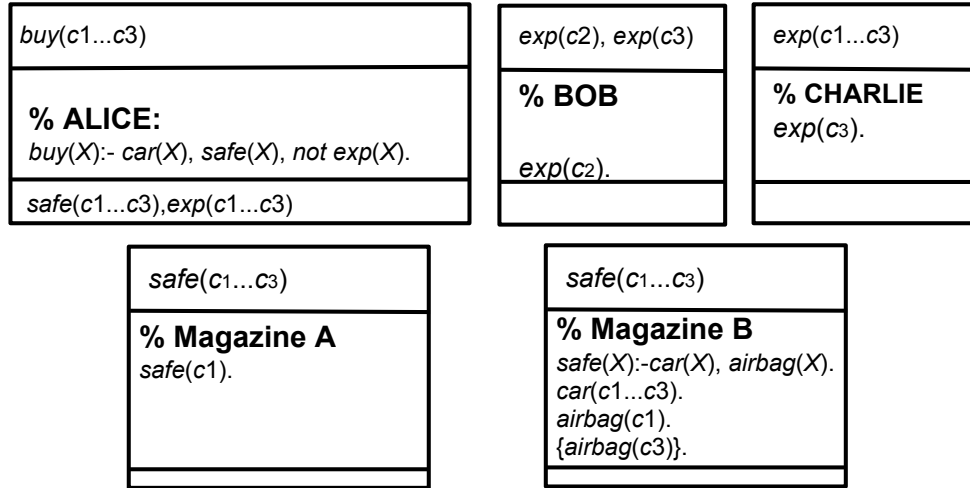 buy(c1...c3)
% ALICE:
buy(X):- car(X), safe(X), not exp(X).
safe(c1...c3),exp(c1...c3)
exp(c2), exp(c3)
% BOB
exp(c2).
exp(c1...c3)
% CHARLIE
exp(c3).
safe(c1...c3)
% Magazine A
safe(c1).
safe(c1...c3)
% Magazine B
safe(X):-car(X), airbag(X).
car(c1...c3).
airbag(c1).
{airbag(c3)}.